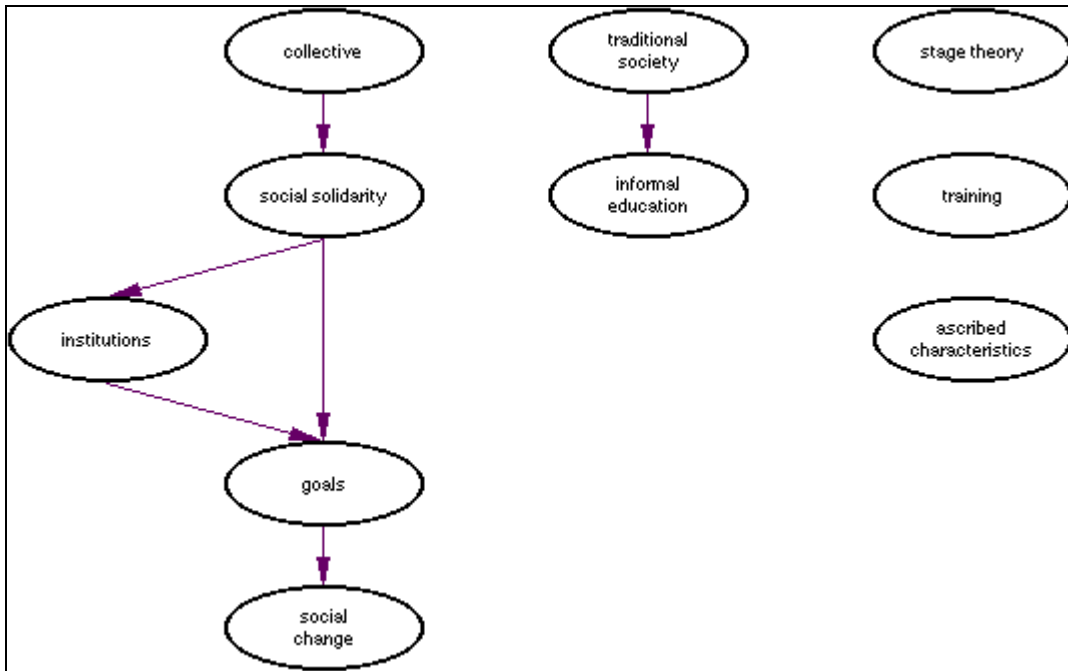 collective
traditional
society
stage theory
social solidarity
informal
education
training
institutions
ascribed
characteristics
goals
social
change